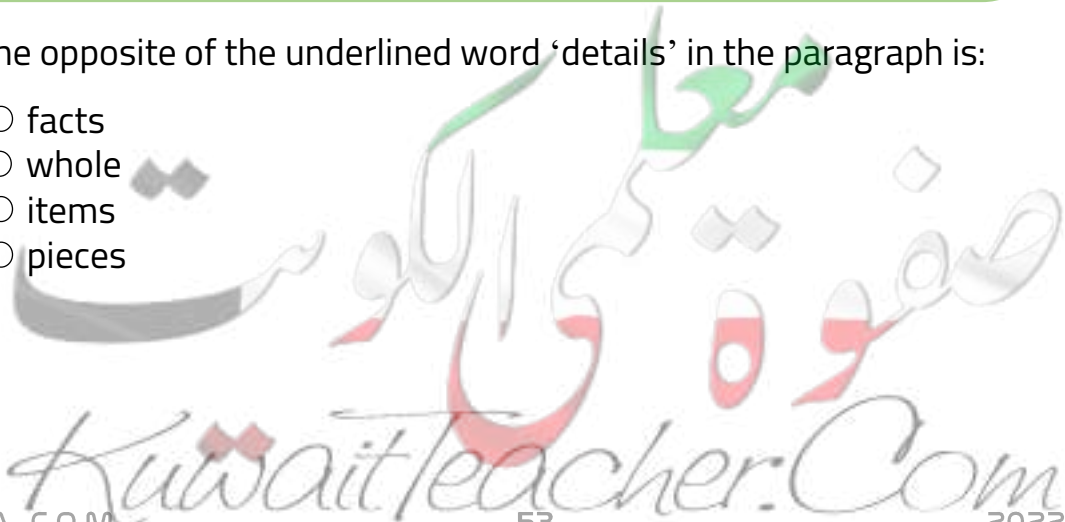 he opposite of the underlined word ‘details’ in the paragraph is:
facts
whole
items
pieces
صفوة معلمي الكويت
KuwaitTeacher.Com
53